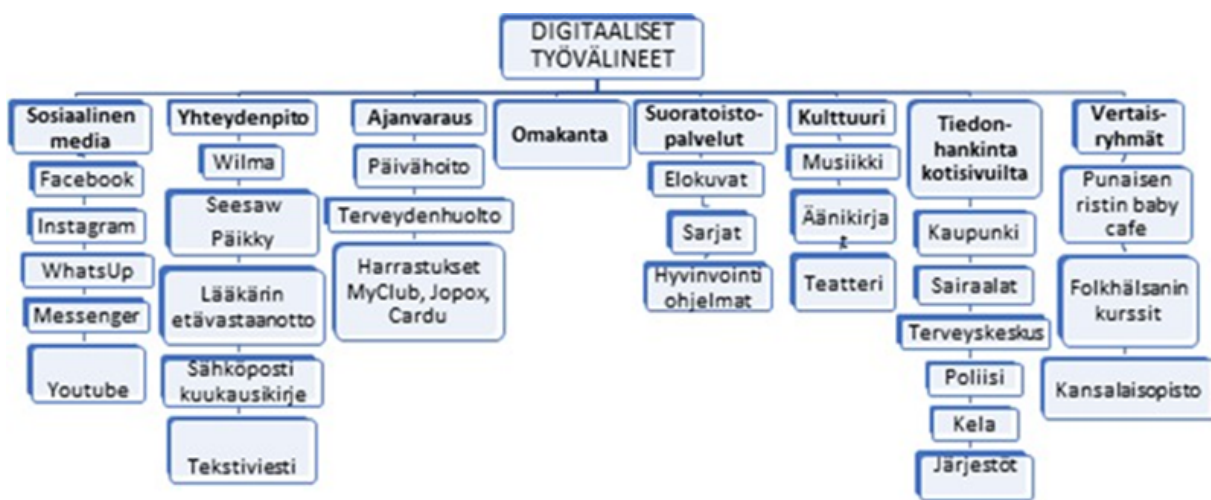 DIGITAALISET
TYÖVÄLINEET
Sosiaalinen
media
Facebook
Instagram
WhatsUp
Messenger
Youtube
Yhteydenpito
Wilma
Seesaw
Päikky
Lääkärin
etävastaanotto
Sähköposti
kuukausikirje
Tekstiviesti
Ajanvaraus
Päivähoito
Terveydenhuolto
Harrastukset
MyClub, Jopox,
Cardu
Omakanta
Suoratoisto-
palvelut
Elokuvat
Sarjat
Hyvinvointi
ohjelmat
Kulttuuri
Musiikki
Äänikirja
t
Teatteri
Tiedon-
hankinta
kotisivuilta
Kaupunki
Sairaalat
Terveyskeskus
Poliisi
Kela
Järjestöt
Vertais-
ryhmät
Punaisen
ristin baby
cafe
Folkhälsanin
kurssit
Kansalaisopisto